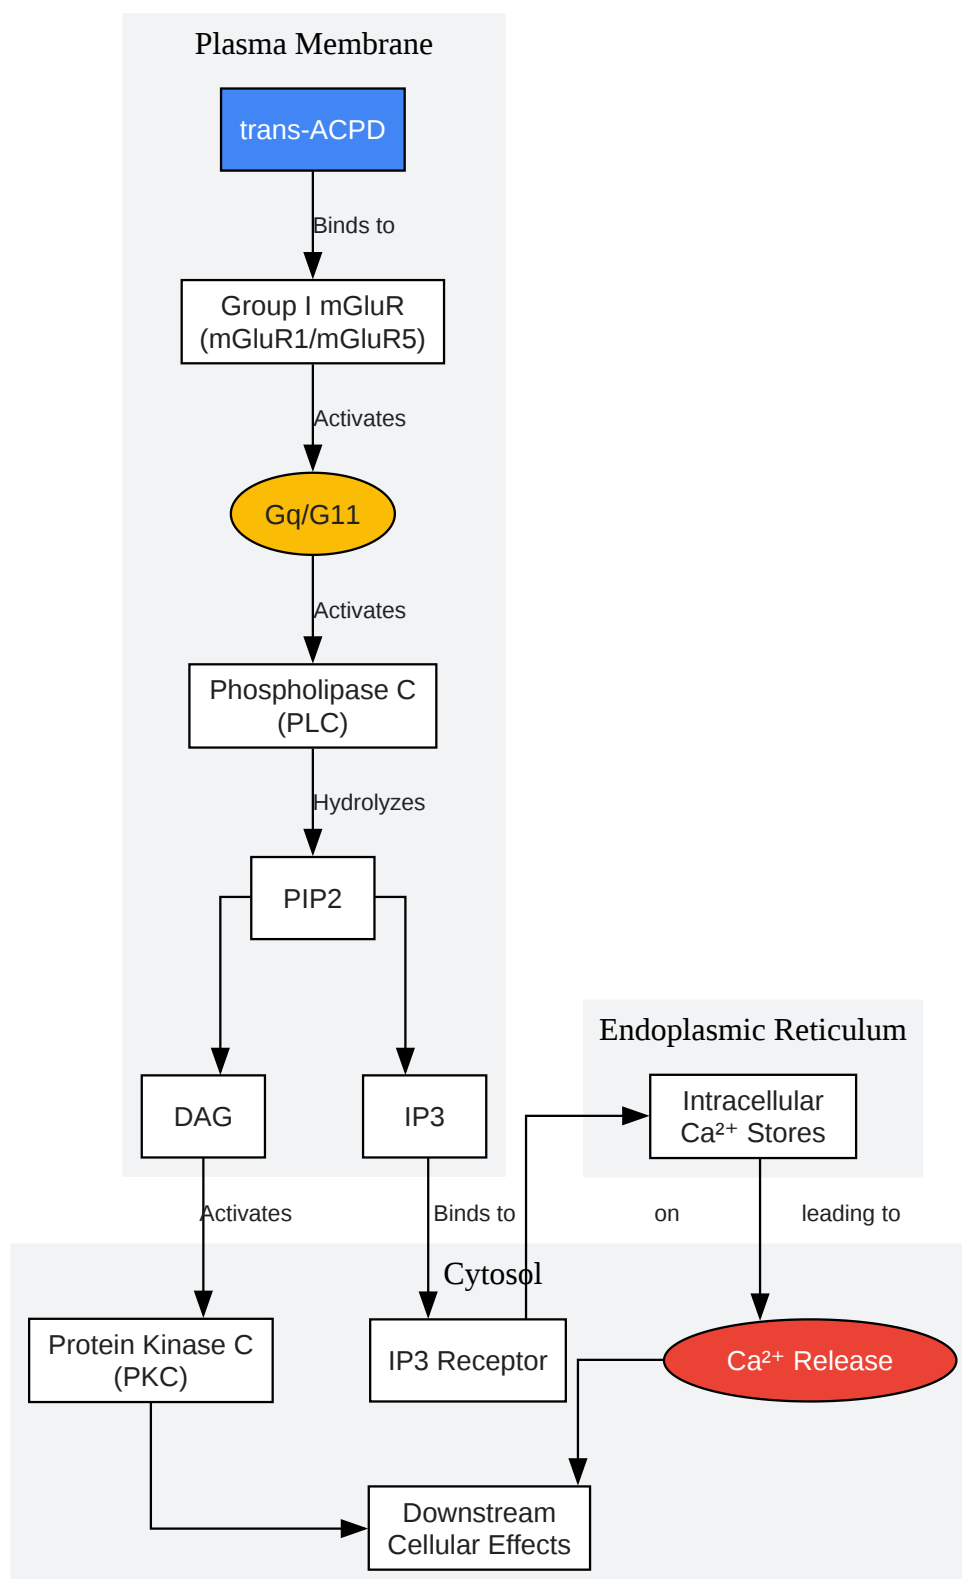 Plasma Membrane
trans-ACPD
Binds to
Group I mGluR
(mGluR1/mGluR5)
Activates
Gq/G11
Activates
Phospholipase C
(PLC)
Hydrolyzes
PIP2
Endoplasmic Reticulum
DAG
IP3
Intracellular
Ca²⁺ Stores
Activates
Binds to
on
leading to
Cytosol
Protein Kinase C
(PKC)
IP3 Receptor
Ca²⁺ Release
Downstream
Cellular Effects